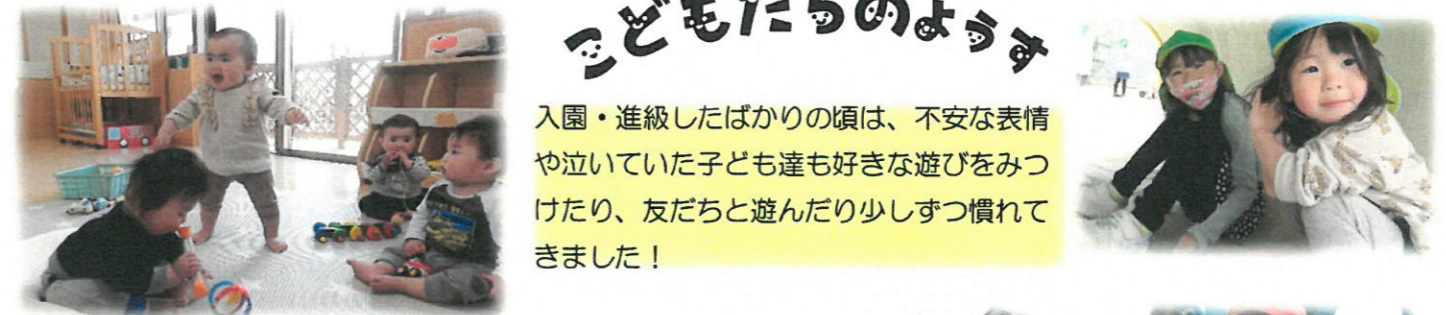 こどもたちのようす
入園・進級したばかりの頃は、不安な表情
や泣いていた子ども達も好きな遊びをみつ
けたり、友だちと遊んだり少しずつ慣れて
きました！